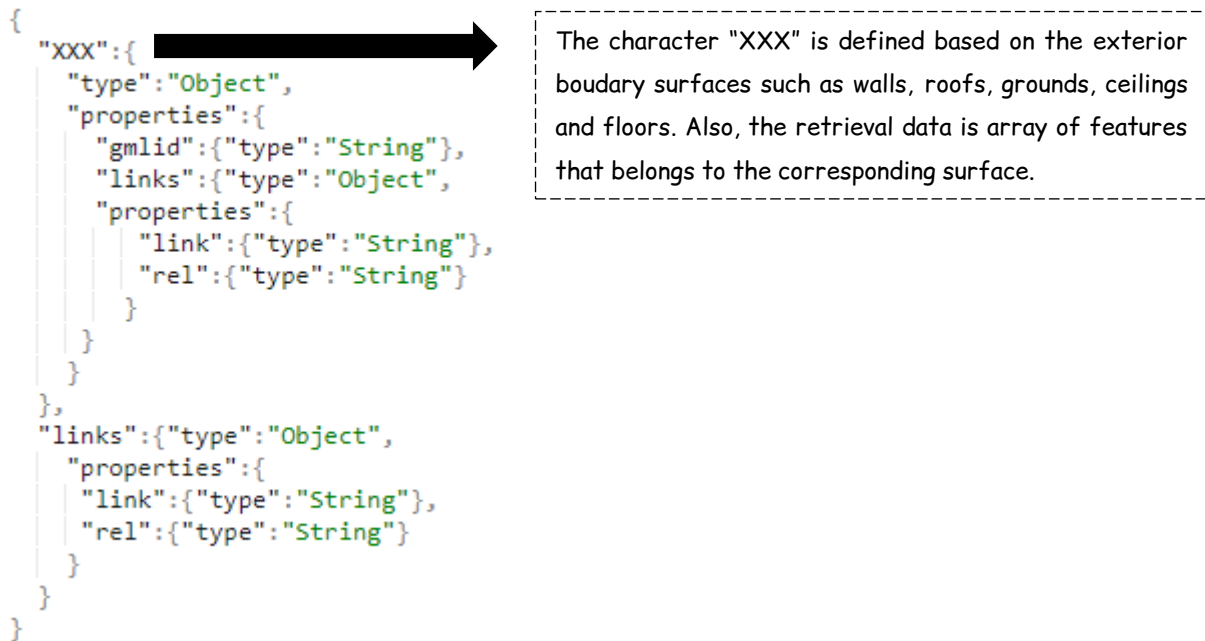 {
"XXX":{
"type":"Object",
"properties":{
"gmlid":{"type":"String"},
"links":{"type":"Object",
"properties":{
"link":{"type":"String"},
"rel":{"type":"String"}
}
}
}
},
"links":{"type":"Object",
"properties":{
"link":{"type":"String"},
"rel":{"type":"String"}
}
}
}
The character “XXX” is defined based on the exterior
boudary surfaces such as walls, roofs, grounds, ceilings
and floors. Also, the retrieval data is array of features
that belongs to the corresponding surface.